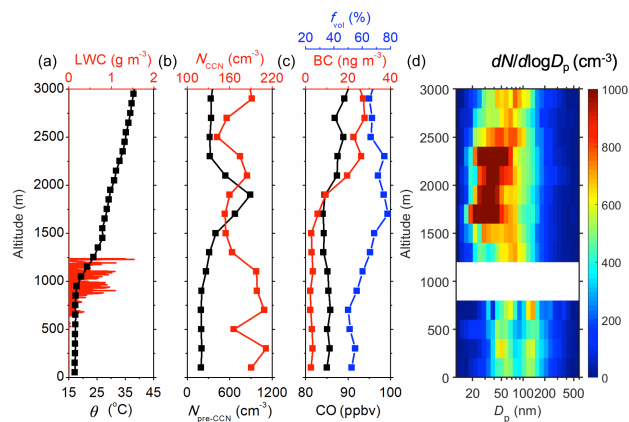 f_vol (%)
20 40 60 80
(a) LWC (g m⁻³) (b) N_CCN (cm⁻³) (c) BC (ng m⁻³) (d) dN/dlogD_p (cm⁻³)
0 1 2 100 160 220 0 20 40
3000 3000 1000
2500 2500
800
2000 2000
600
1500 1500
400
1000 1000
200
500 500
0 0 0
Altitude (m) Altitude (m)
15 25 35 45 0 600 1200 80 90 100 20 50 100 200 500
θ (°C) N_pre-CCN (cm⁻³) CO (ppbv) D_p (nm)